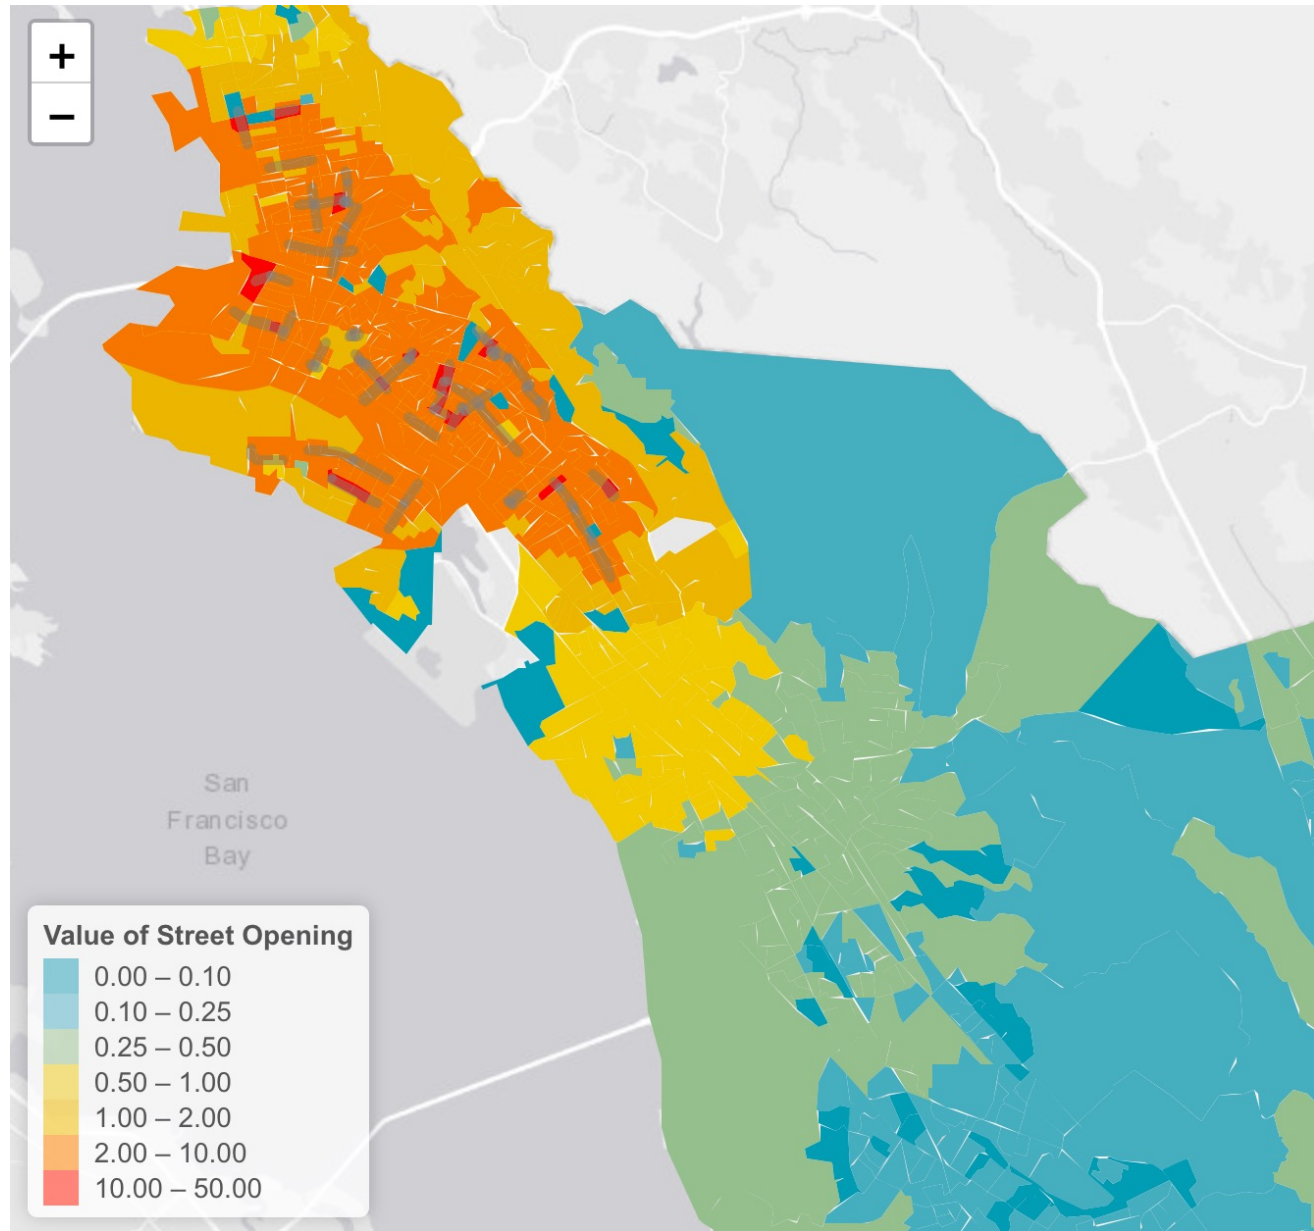 +
−
San
Francisco
Bay
Value of Street Opening
0.00 – 0.10
0.10 – 0.25
0.25 – 0.50
0.50 – 1.00
1.00 – 2.00
2.00 – 10.00
10.00 – 50.00